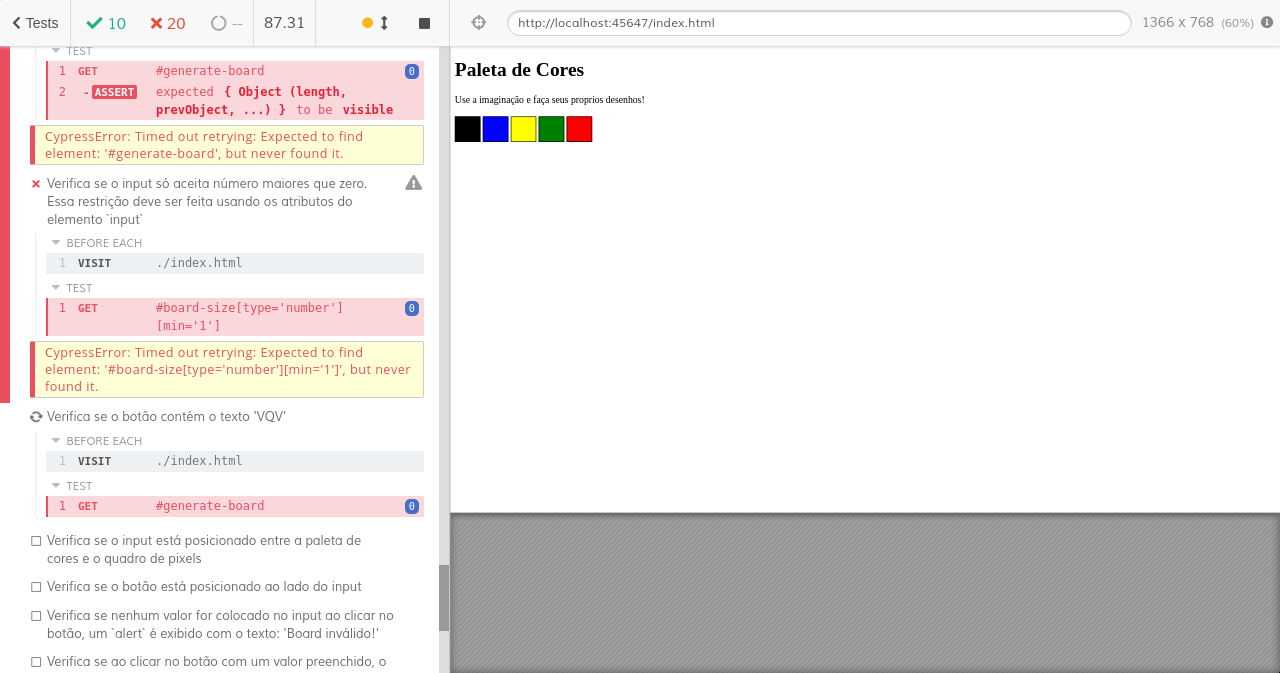 Tests 10 20 -- 87.31
http://localhost:45647/index.html 1366 x 768 (60%)
TEST
1 GET #generate-board 0
2 -ASSERT expected { Object (length,
prevObject, ...) } to be visible
CypressError: Timed out retrying: Expected to find
element: '#generate-board', but never found it.
Verifica se o input só aceita número maiores que zero.
Essa restrição deve ser feita usando os atributos do
elemento `input`
BEFORE EACH
1 VISIT ./index.html
TEST
1 GET #board-size[type='number'] 0
[min='1']
CypressError: Timed out retrying: Expected to find
element: '#board-size[type='number'][min='1']', but never
found it.
Verifica se o botão contém o texto 'VQV'
BEFORE EACH
1 VISIT ./index.html
TEST
1 GET #generate-board 0
Verifica se o input está posicionado entre a paleta de
cores e o quadro de pixels
Verifica se o botão está posicionado ao lado do input
Verifica se nenhum valor for colocado no input ao clicar no
botão, um `alert` é exibido com o texto: 'Board inválido!'
Verifica se ao clicar no botão com um valor preenchido, o
Paleta de Cores
Use a imaginação e faça seus proprios desenhos!